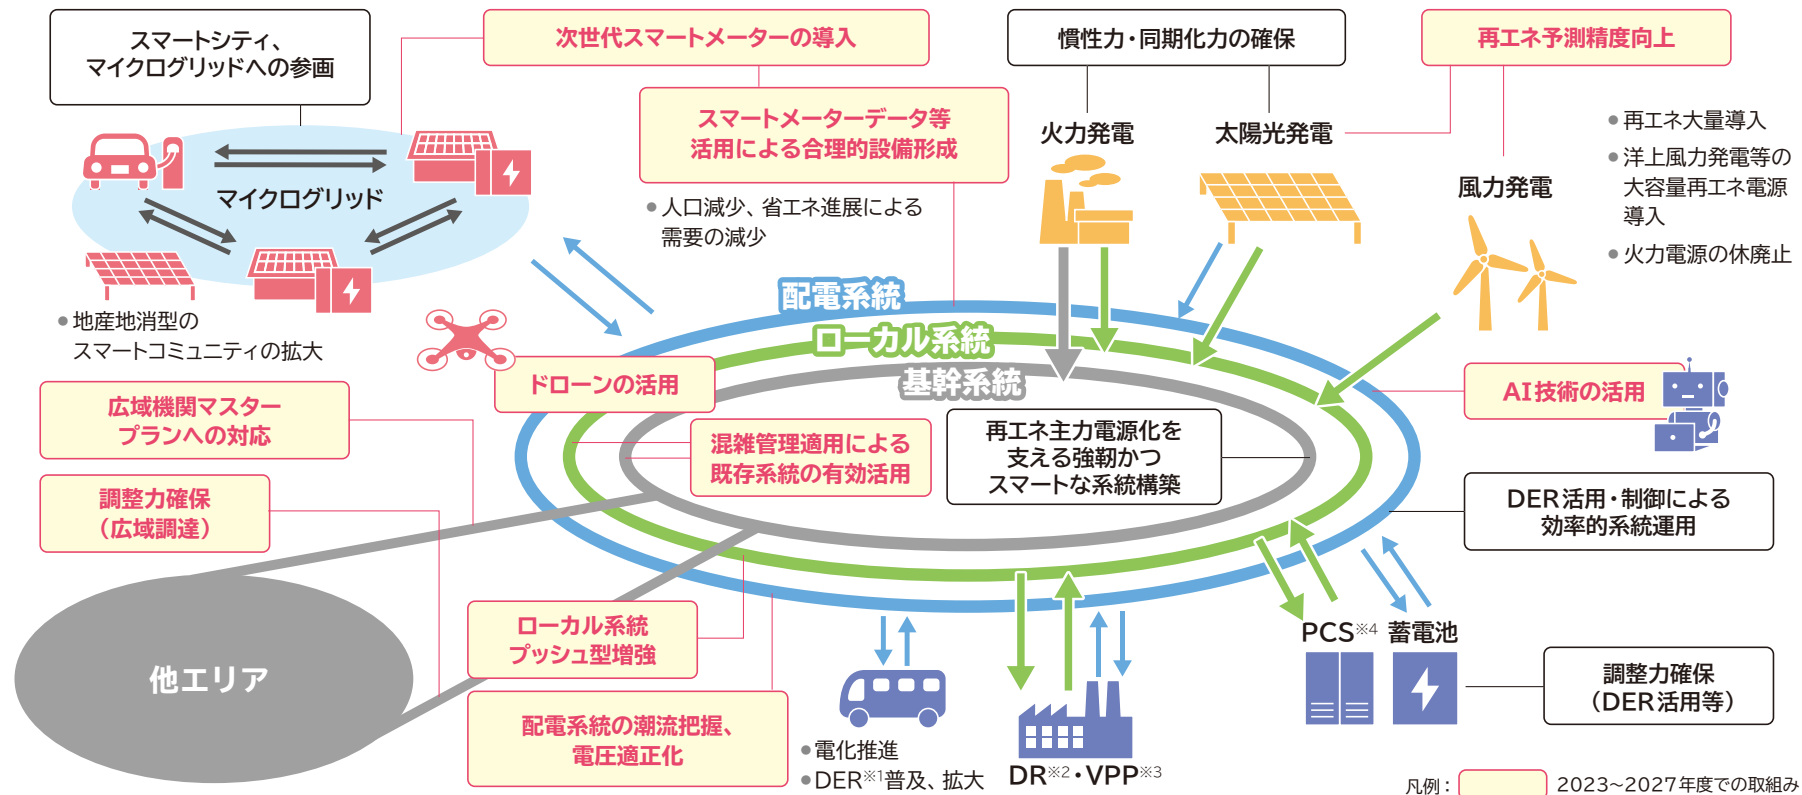 スマートシティ、
マイクログリッドへの参画
次世代スマートメーターの導入
慣性力・同期化力の確保
再エネ予測精度向上
スマートメーターデータ等
活用による合理的設備形成
火力発電
太陽光発電
風力発電
● 再エネ大量導入
● 洋上風力発電等の
大容量再エネ電源
導入
● 火力電源の休廃止
マイクログリッド
● 人口減少、省エネ進展による
需要の減少
● 地産地消型の
スマートコミュニティの拡大
配電系統
ローカル系統
基幹系統
ドローンの活用
AI技術の活用
広域機関マスター
プランへの対応
混雑管理適用による
既存系統の有効活用
再エネ主力電源化を
支える強靭かつ
スマートな系統構築
調整力確保
（広域調達）
DER活用・制御による
効率的系統運用
他エリア
ローカル系統
プッシュ型増強
PCS※4 蓄電池
調整力確保
（DER活用等）
配電系統の潮流把握、
電圧適正化
● 電化推進
● DER※1普及、拡大
DR※2・VPP※3
凡例： 2023~2027年度での取組み